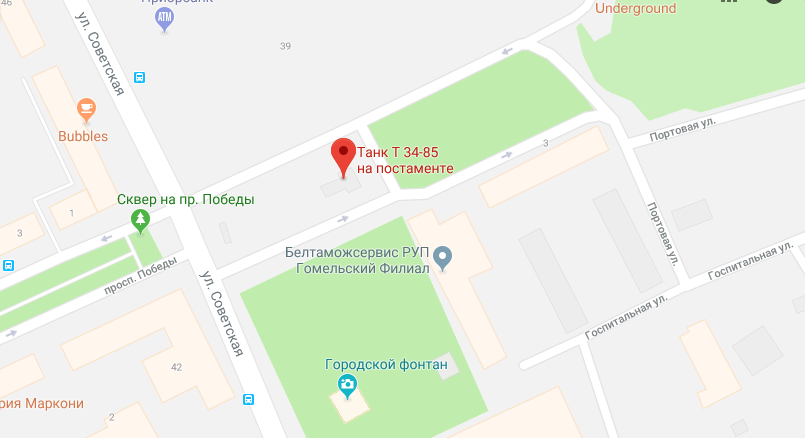 46
Приорбанк
ATM
Underground
ул. Советская
39
Bubbles
Портовая ул.
Танк Т 34-85
на постаменте
3
Сквер на пр. Победы
1
3
Портовая ул.
Белтаможсервис РУП
Гомельский Филиал
просп. Победы
ул. Советская
Госпитальная ул.
Госпитальная ул.
Городской фонтан
42
рия Маркони
2